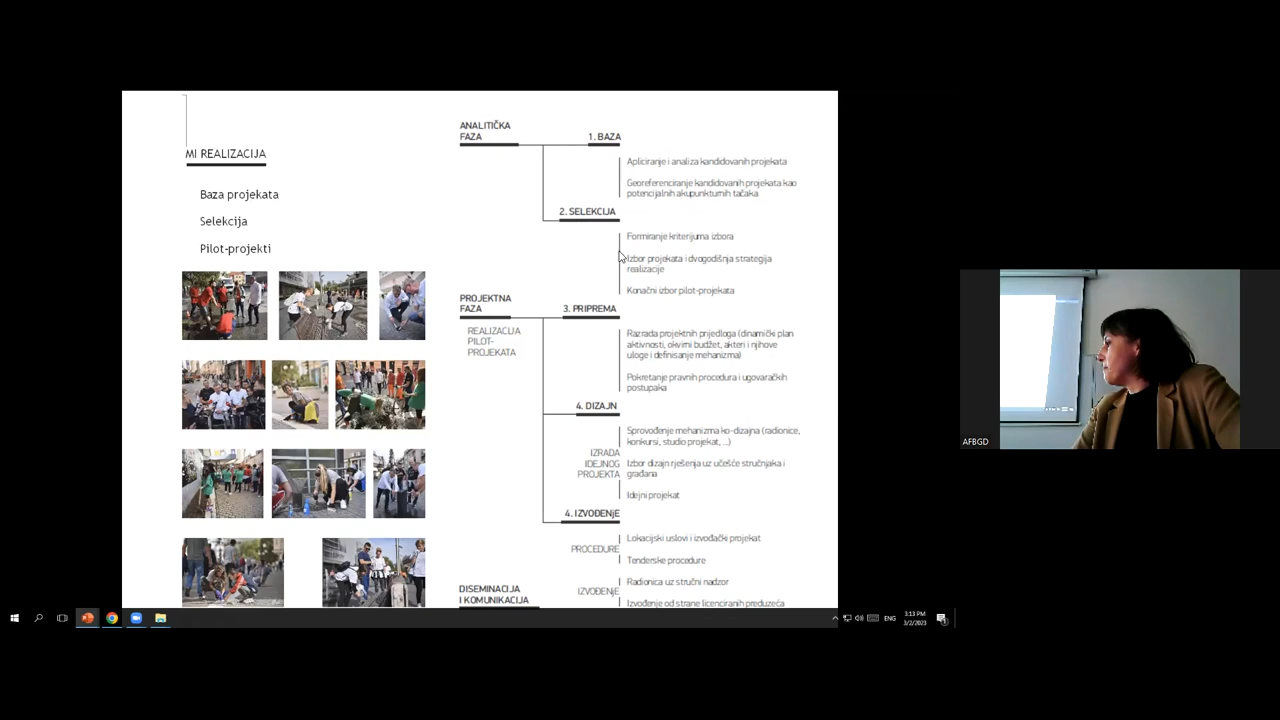 MI REALIZACIJA
Baza projekata
Selekcija
Pilot-projekti
ANALITIČKA
FAZA
1. BAZA
Apliciranje i analiza kandidovanih projekata
Georeferenciranje kandidovanih projekata kao
potencijalnih akupunkturnih tačaka
2. SELEKCIJA
Formiranje kriterijuma izbora
Izbor projekata i dvogodišnja strategija
realizacije
Konačni izbor pilot-projekata
PROJEKTNA
FAZA
REALIZACIJA
PILOT-
PROJEKATA
3. PRIPREMA
Razrada projektnih prijedloga (dinamički plan
aktivnosti, okvirni budžet, akteri i njihove
uloge i definisanje mehanizma)
Pokretanje pravnih procedura i ugovaračkih
postupaka
4. DIZAJN
Sprovođenje mehanizma ko-dizajna (radionice,
konkursi, studio projekat, ...)
IZRADA
IDEJNOG
PROJEKTA
Izbor dizajn rješenja uz učešće stručnjaka i
građana
Idejni projekat
4. IZVOĐENjE
PROCEDURE
Lokacijski uslovi i izvođački projekat
Tenderske procedure
IZVOĐENjE
Radionica uz stručni nadzor
Izvođenje od strane licenciranih preduzeća
DISEMINACIJA
I KOMUNIKACIJA
ENG
3:13 PM
3/2/2023
AFBGD